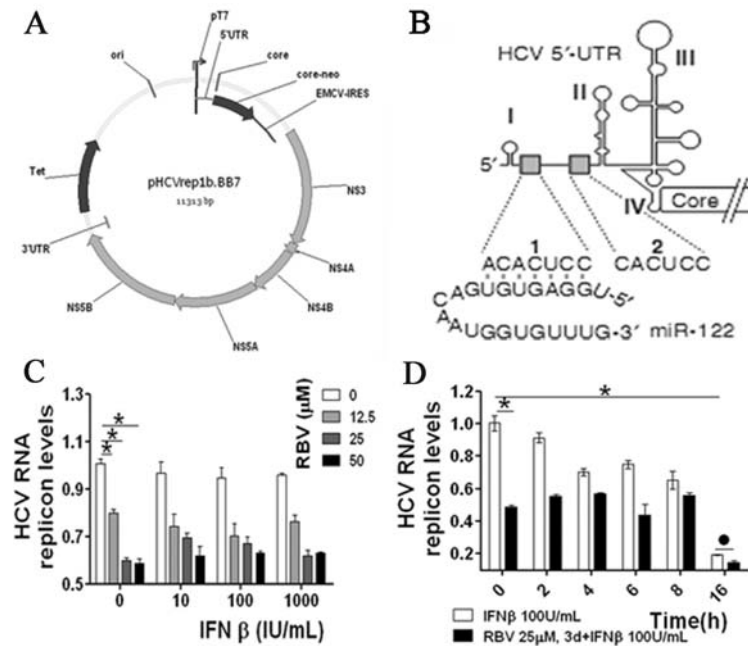 A
pT7
5'UTR
core
core-neo
EMCV-IRES
ori
Tet
pHCVrep1b.BB7
11313 bp
NS3
3'UTR
NS4A
NS4B
NS5B
NS5A
B
HCV 5'-UTR
III
II
I
5'
IV
Core
1
2
ACACUCC
CACUCC
CAGUGUGAGGU-5'
AAUGGUGUUUG-3' miR-122
C
HCV RNA
replicon levels
1.3
1.1
0.9
0.7
0.5
* * *
RBV (µM)
0
12.5
25
50
0 10 100 1000
IFN β (IU/mL)
D
HCV RNA
replicon levels
1.2
1.0
0.8
0.6
0.4
0.2
* *
0 2 4 6 8 16
Time(h)
IFNβ 100U/mL
RBV 25µM, 3d+IFNβ 100U/mL